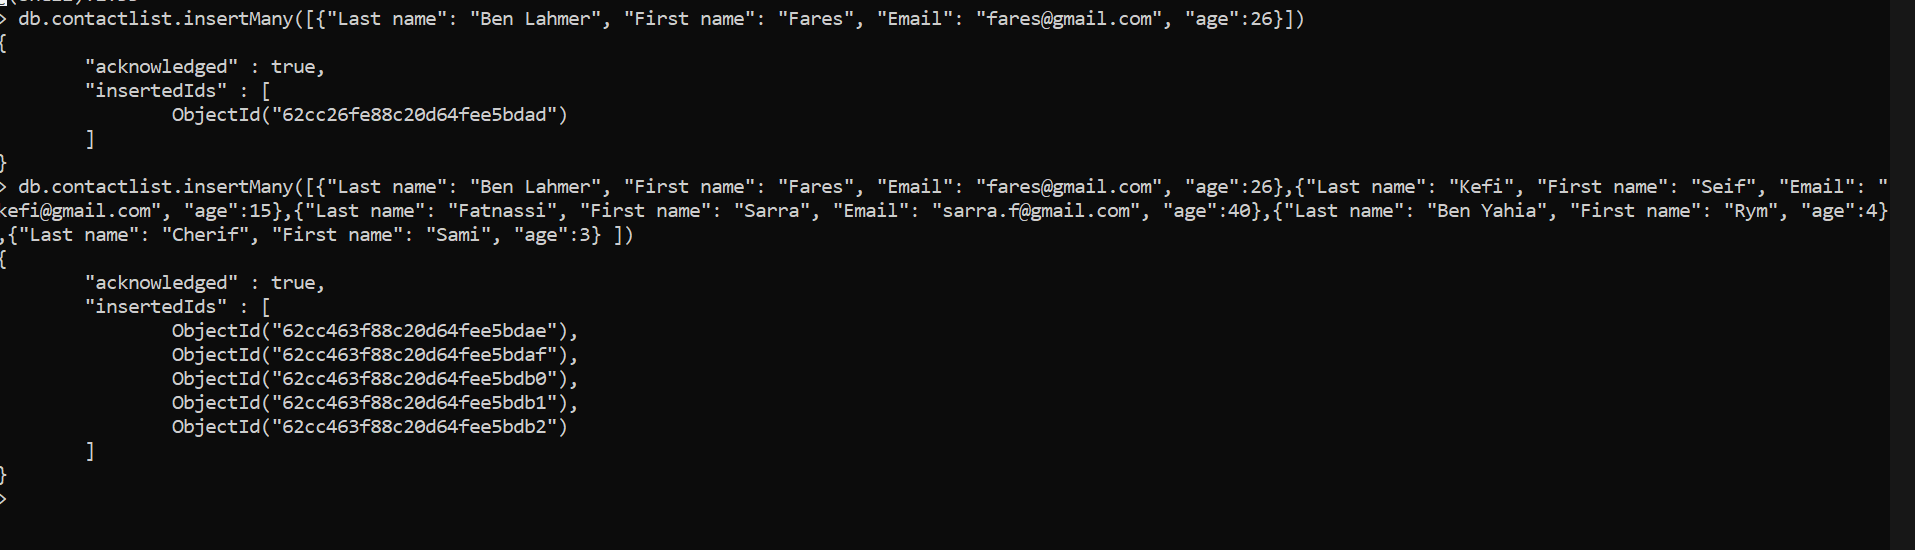 > db.contactlist.insertMany([{"Last name": "Ben Lahmer", "First name": "Fares", "Email": "fares@gmail.com", "age":26}])
{
        "acknowledged" : true,
        "insertedIds" : [
                ObjectId("62cc26fe88c20d64fee5bdad")
        ]
}
> db.contactlist.insertMany([{"Last name": "Ben Lahmer", "First name": "Fares", "Email": "fares@gmail.com", "age":26},{"Last name": "Kefi", "First name": "Seif", "Email": "
kefi@gmail.com", "age":15},{"Last name": "Fatnassi", "First name": "Sarra", "Email": "sarra.f@gmail.com", "age":40},{"Last name": "Ben Yahia", "First name": "Rym", "age":4}
,{"Last name": "Cherif", "First name": "Sami", "age":3} ])
{
        "acknowledged" : true,
        "insertedIds" : [
                ObjectId("62cc463f88c20d64fee5bdae"),
                ObjectId("62cc463f88c20d64fee5bdaf"),
                ObjectId("62cc463f88c20d64fee5bdb0"),
                ObjectId("62cc463f88c20d64fee5bdb1"),
                ObjectId("62cc463f88c20d64fee5bdb2")
        ]
}
>